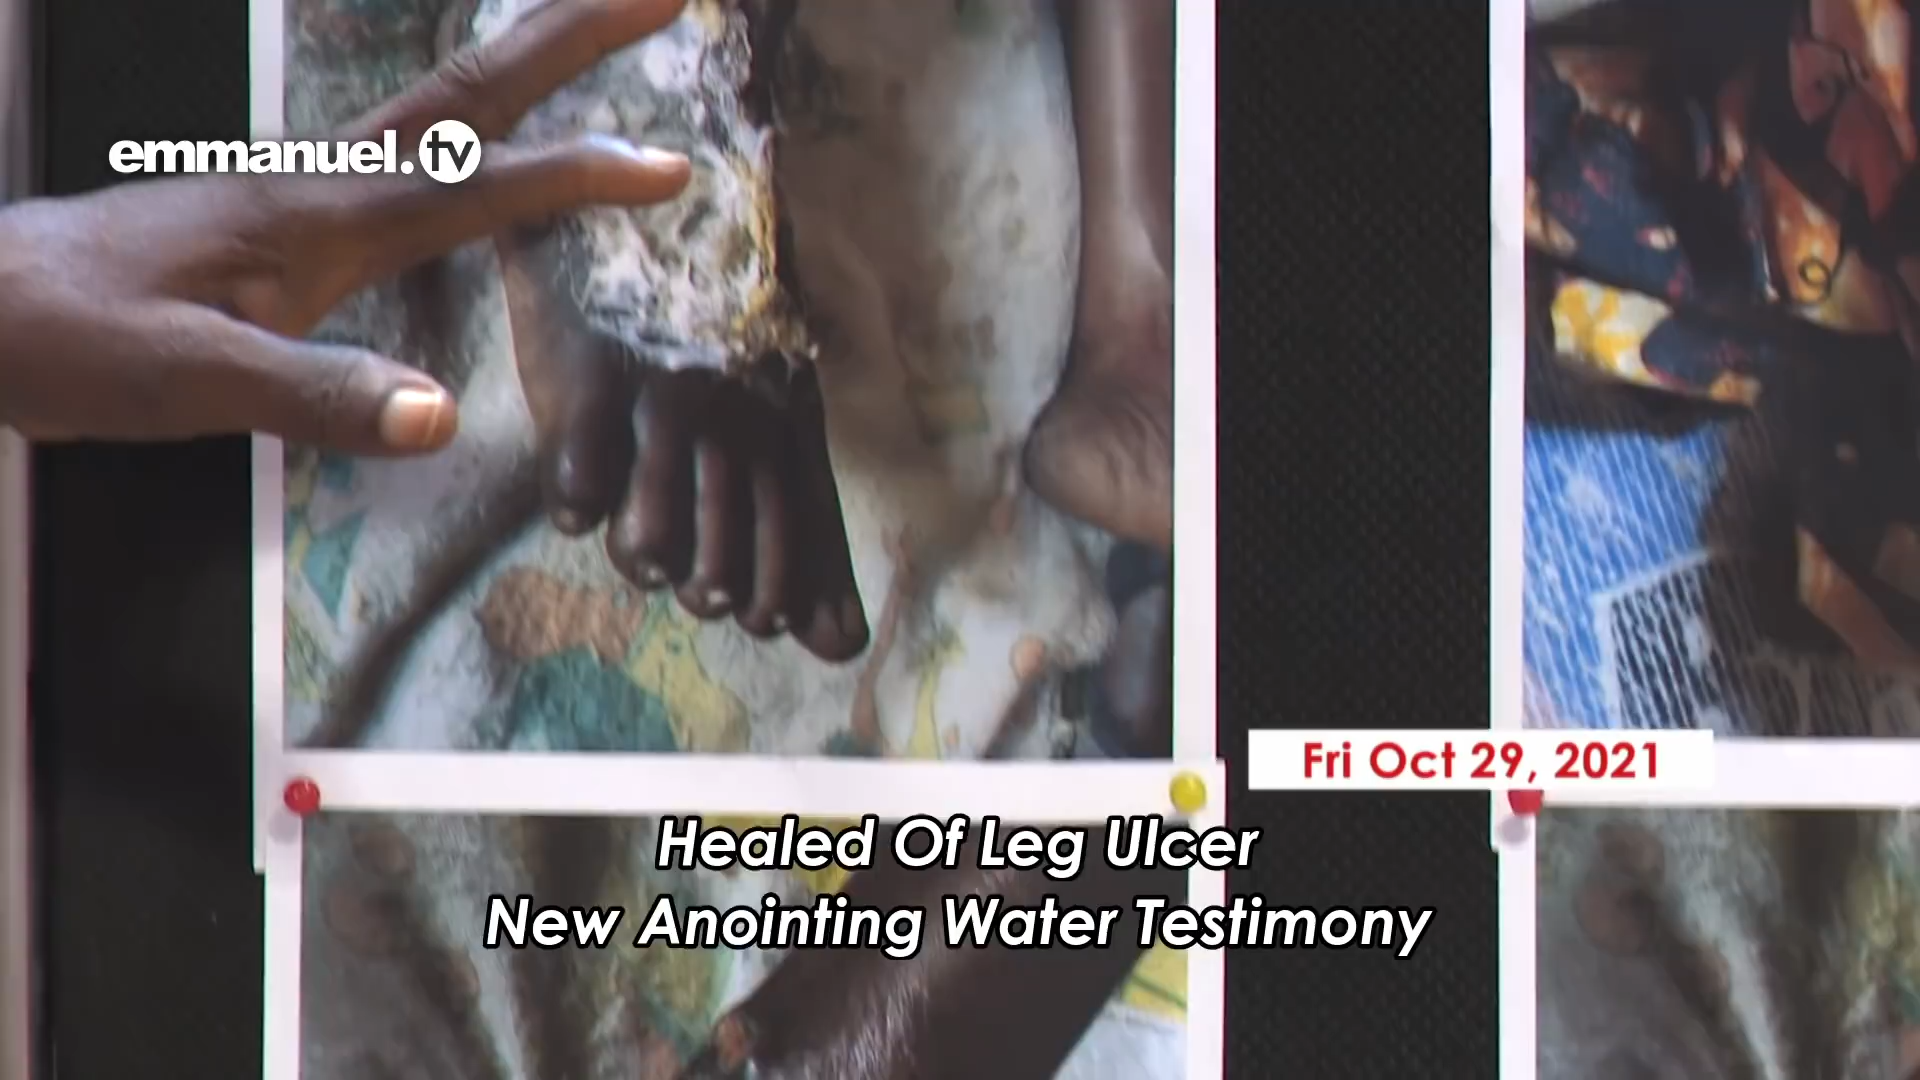 emmanuel.tv
Fri Oct 29, 2021
Healed Of Leg Ulcer
New Anointing Water Testimony